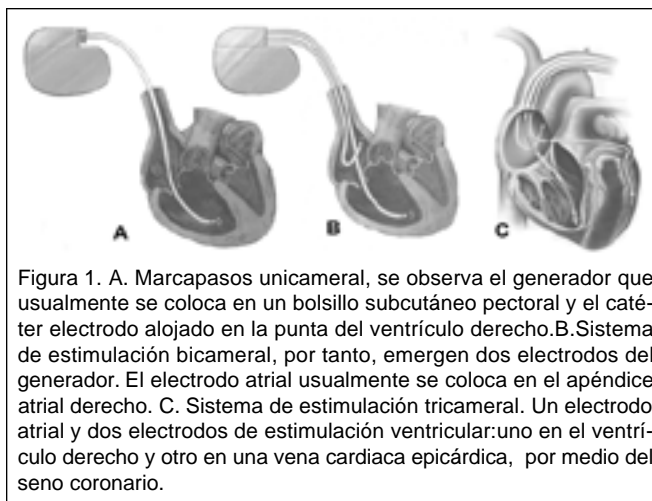 A
B
C
Figura 1. A. Marcapasos unicameral, se observa el generador que
usualmente se coloca en un bolsillo subcutáneo pectoral y el caté-
ter electrodo alojado en la punta del ventrículo derecho.B.Sistema
de estimulación bicameral, por tanto, emergen dos electrodos del
generador. El electrodo atrial usualmente se coloca en el apéndice
atrial derecho. C. Sistema de estimulación tricameral. Un electrodo
atrial y dos electrodos de estimulación ventricular:uno en el ventrí-
culo derecho y otro en una vena cardiaca epicárdica, por medio del
seno coronario.